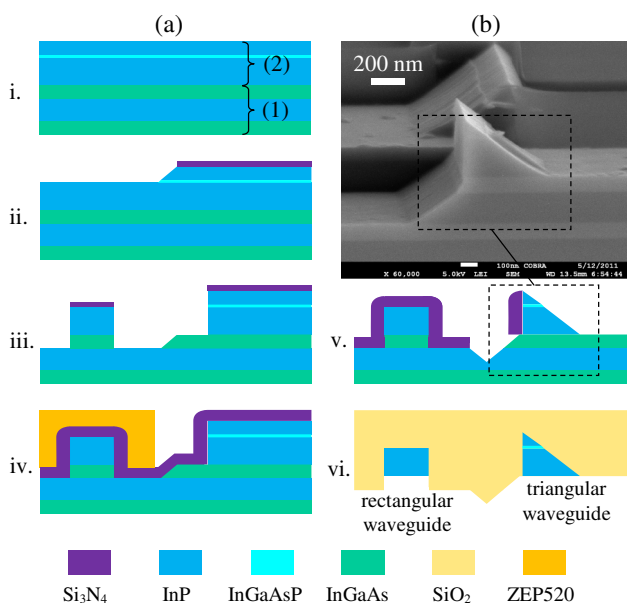 (a)
(b)
i.
(2)
(1)
200 nm
ii.
100nm COBRA 5/12/2011
X 60,000 5.0kV LEI SEM WD 13.5mm 6:54:44
iii.
v.
iv.
vi.
rectangular
waveguide
triangular
waveguide
Si₃N₄ InP InGaAsP InGaAs SiO₂ ZEP520